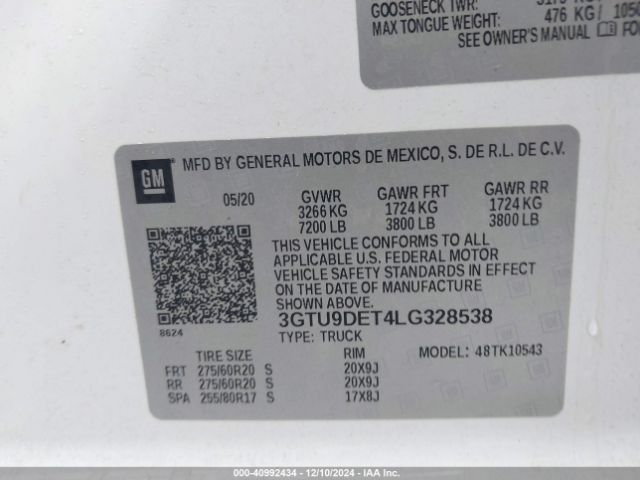 GOOSENECK TWR:
MAX TONGUE WEIGHT: 476 KG/ 1050
SEE OWNER'S MANUAL
GM
MFD BY GENERAL MOTORS DE MEXICO, S. DE R.L. DE C.V.
05/20 GVWR GAWR FRT GAWR RR
3266 KG 1724 KG 1724 KG
7200 LB 3800 LB 3800 LB
THIS VEHICLE CONFORMS TO ALL
APPLICABLE U.S. FEDERAL MOTOR
VEHICLE SAFETY STANDARDS IN EFFECT
ON THE DATE OF MANUFACTURE
SHOWN ABOVE.
8624
3GTU9DET4LG328538
TYPE: TRUCK MODEL: 48TK10543
TIRE SIZE RIM
FRT 275/60R20 S 20X9J
RR 275/60R20 S 20X9J
SPA 255/80R17 S 17X8J
000-40992434 - 12/10/2024 - IAA Inc.